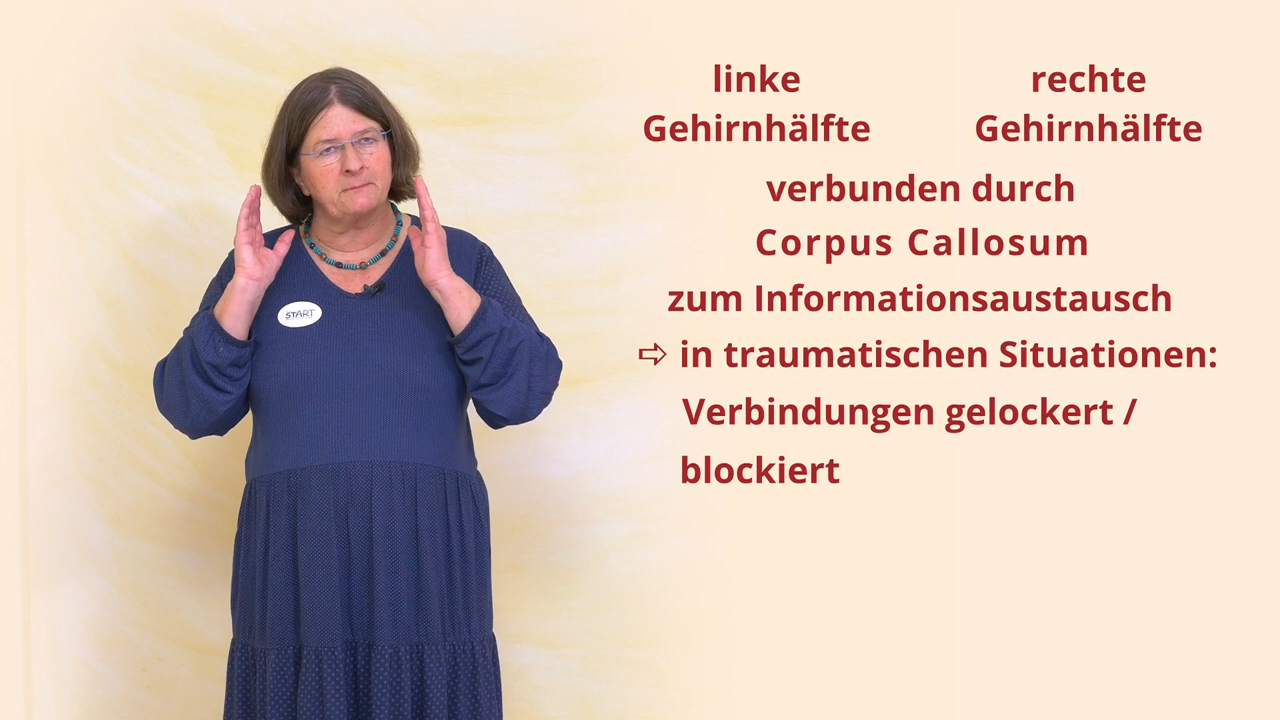 linke rechte
Gehirnhälfte Gehirnhälfte
verbunden durch
Corpus Callosum
zum Informationsaustausch
⇨ in traumatischen Situationen:
Verbindungen gelockert /
blockiert
START